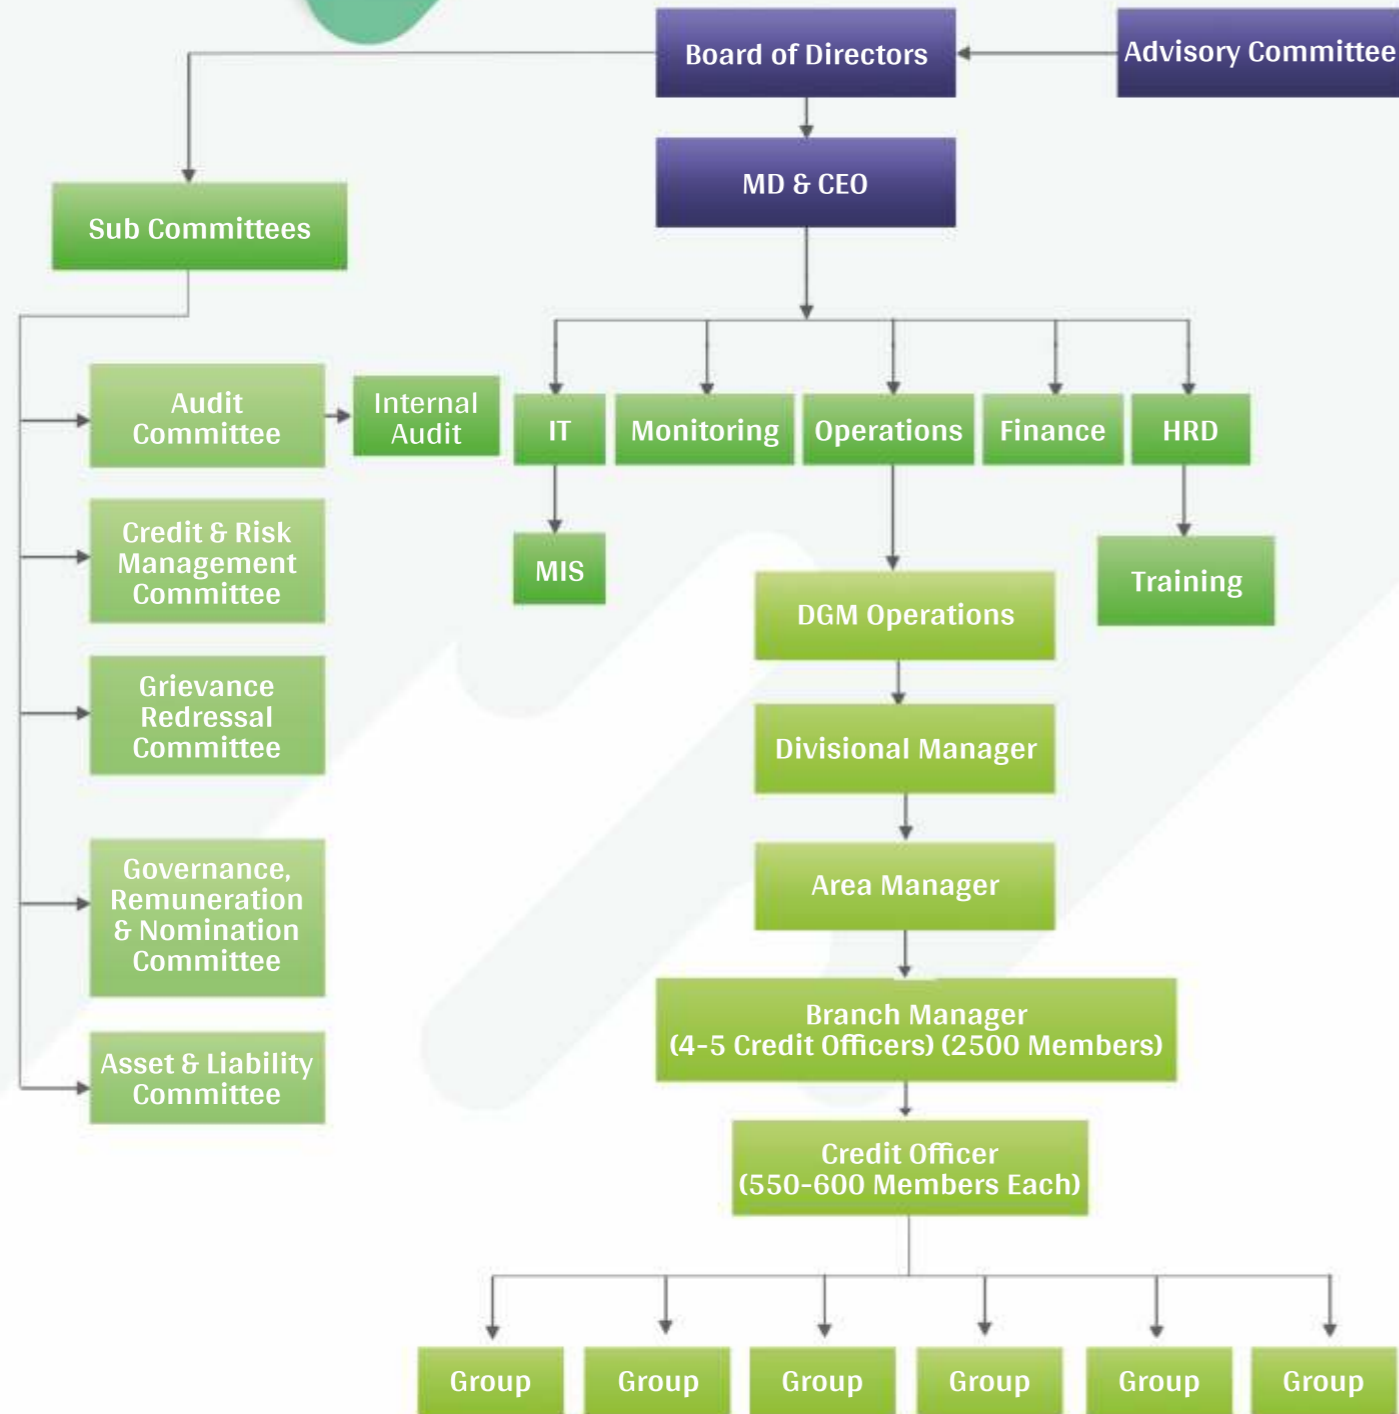 Board of Directors
Advisory Committee
MD & CEO
Sub Committees
Audit
Committee
Internal
Audit
IT
Monitoring
Operations
Finance
HRD
Credit & Risk
Management
Committee
MIS
DGM Operations
Training
Grievance
Redressal
Committee
Divisional Manager
Governance,
Remuneration
& Nomination
Committee
Area Manager
Branch Manager
(4-5 Credit Officers) (2500 Members)
Asset & Liability
Committee
Credit Officer
(550-600 Members Each)
Group
Group
Group
Group
Group
Group